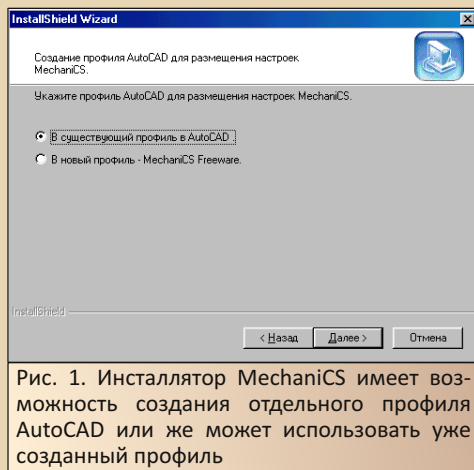 InstallShield Wizard
Создание профиля AutoCAD для размещения настроек
MechaniCS.
Укажите профиль AutoCAD для размещения настроек MechaniCS.
В существующий профиль в AutoCAD .
В новый профиль - MechaniCS Freeware.
InstallShield
< Назад
Далее >
Отмена
Рис. 1. Инсталлятор MechaniCS имеет воз-
можность создания отдельного профиля
AutoCAD или же может использовать уже
созданный профиль